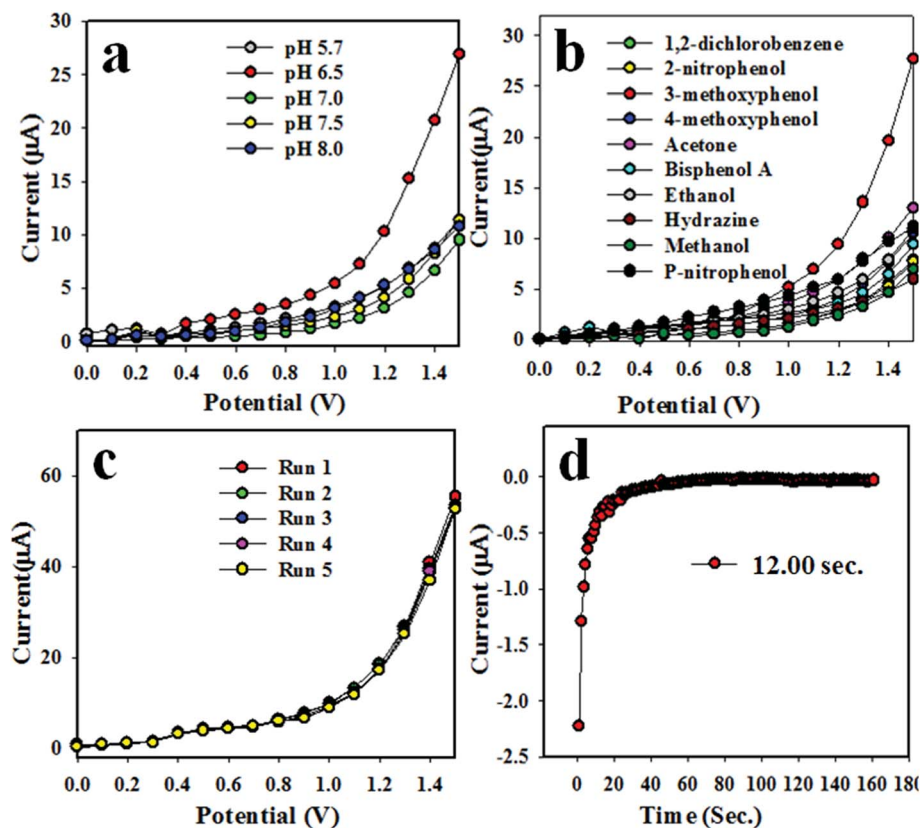 a
30
25
20
15
10
5
0
Current (µA)
pH 5.7
pH 6.5
pH 7.0
pH 7.5
pH 8.0
0.0 0.2 0.4 0.6 0.8 1.0 1.2 1.4
Potential (V)
b
30
25
20
15
10
5
0
Current(µA)
1,2-dichlorobenzene
2-nitrophenol
3-methoxyphenol
4-methoxyphenol
Acetone
Bisphenol A
Ethanol
Hydrazine
Methanol
P-nitrophenol
0.0 0.2 0.4 0.6 0.8 1.0 1.2 1.4
Potential (V)
c
60
40
20
0
Current(µA)
Run 1
Run 2
Run 3
Run 4
Run 5
0.0 0.2 0.4 0.6 0.8 1.0 1.2 1.4
Potential (V)
d
0.0
-0.5
-1.0
-1.5
-2.0
-2.5
Current (µA)
12.00 sec.
0 20 40 60 80 100 120 140 160 180
Time (Sec.)